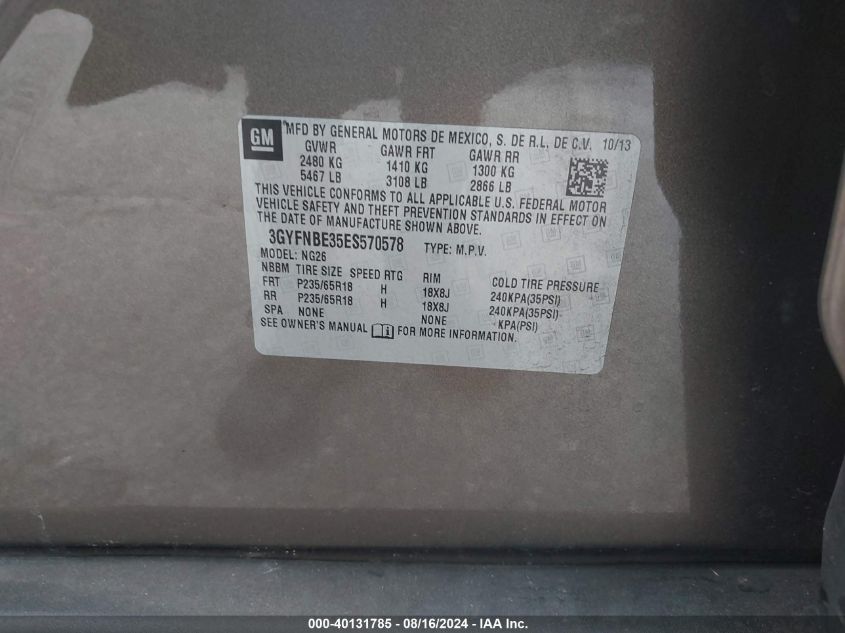 GM MFD BY GENERAL MOTORS DE MEXICO, S. DE R.L. DE C.V. 10/13
GVWR GAWR FRT GAWR RR
2480 KG 1410 KG 1300 KG
5467 LB 3108 LB 2866 LB
THIS VEHICLE CONFORMS TO ALL APPLICABLE U.S. FEDERAL MOTOR
VEHICLE SAFETY AND THEFT PREVENTION STANDARDS IN EFFECT ON
THE DATE OF MANUFACTURE SHOWN ABOVE.
3GYFNBE35ES570578 TYPE: M.P.V.
MODEL: NG26
NBBM TIRE SIZE SPEED RTG RIM COLD TIRE PRESSURE
FRT P235/65R18 H 18X8J 240KPA(35PSI)
RR P235/65R18 H 18X8J 240KPA(35PSI)
SPA NONE NONE KPA(PSI)
SEE OWNER'S MANUAL FOR MORE INFORMATION.
000-40131785 - 08/16/2024 - IAA Inc.